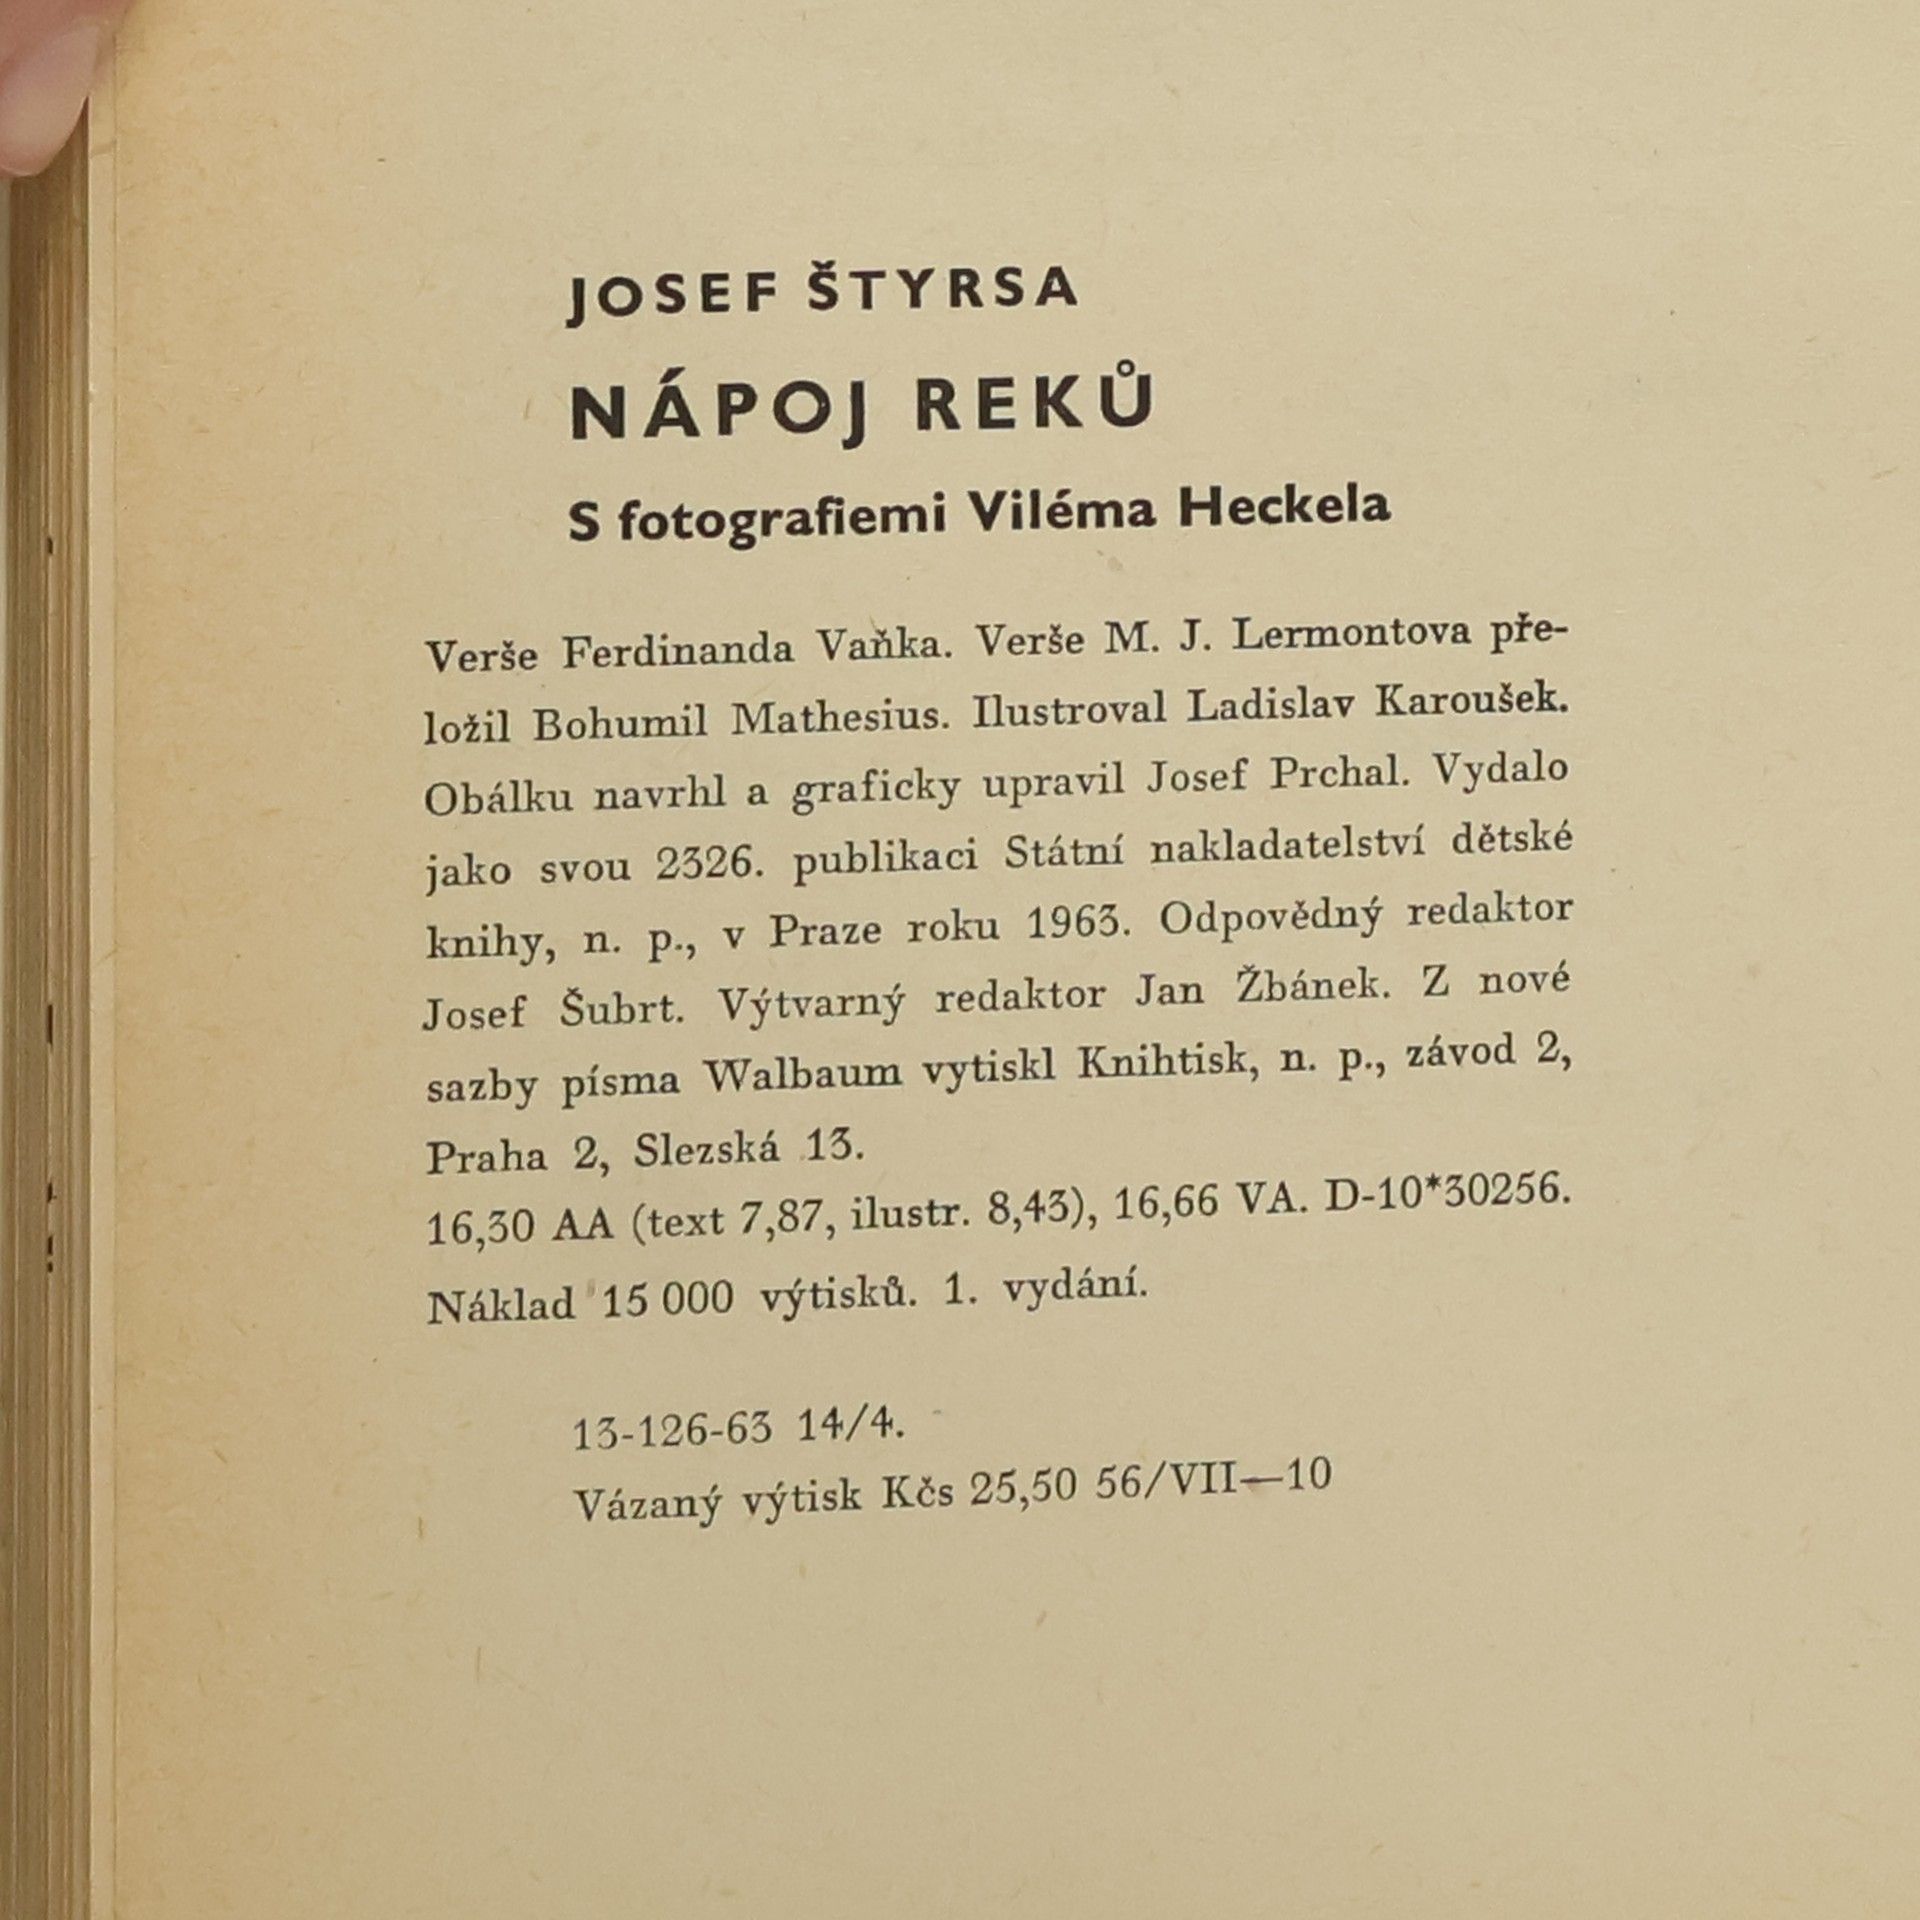 JOSEF ŠTYRSA
NÁPOJ REKŮ
S fotografiemi Viléma Heckela
Verše Ferdinanda Vaňka. Verše M. J. Lermontova pře-
ložil Bohumil Mathesius. Ilustroval Ladislav Karoušek.
Obálku navrhl a graficky upravil Josef Prchal. Vydalo
jako svou 2326. publikaci Státní nakladatelství dětské
knihy, n. p., v Praze roku 1963. Odpovědný redaktor
Josef Šubrt. Výtvarný redaktor Jan Žbánek. Z nové
sazby písma Walbaum vytiskl Knihtisk, n. p., závod 2,
Praha 2, Slezská 13.
16,30 AA (text 7,87, ilustr. 8,43), 16,66 VA. D-10*30256.
Náklad 15 000 výtisků. 1. vydání.
13-126-63 14/4.
Vázaný výtisk Kčs 25,50 56/VII—10